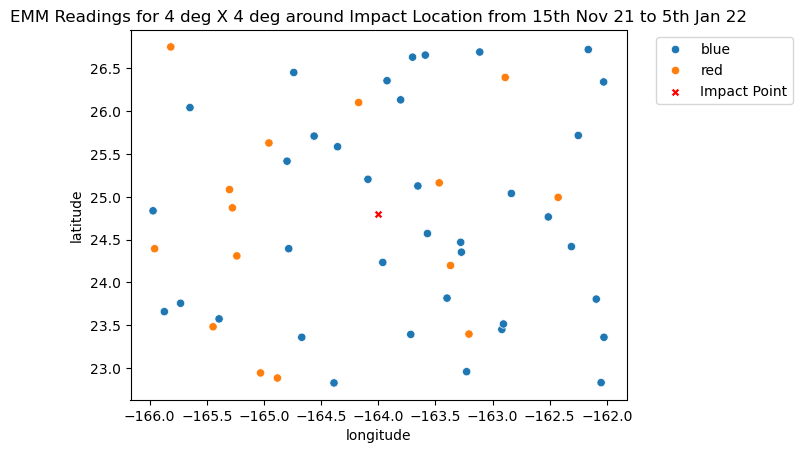 EMM Readings for 4 deg X 4 deg around Impact Location from 15th Nov 21 to 5th Jan 22
blue
red
Impact Point
26.5
26.0
25.5
25.0
24.5
24.0
23.5
23.0
latitude
−166.0 −165.5 −165.0 −164.5 −164.0 −163.5 −163.0 −162.5 −162.0
longitude